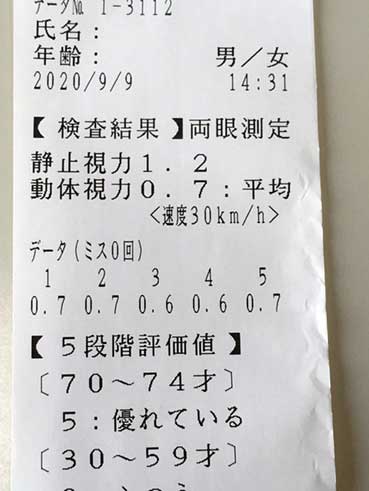 データ№ 1-3112
氏名：
年齢： 男／女
2020/9/9 14:31
【 検査結果 】両眼測定
静止視力１．２
動体視力０．７：平均
＜速度30km/h＞
データ(ミス0回)
1 2 3 4 5
0.7 0.7 0.6 0.6 0.7
【 ５段階評価値 】
〔７０～７４才〕
５：優れている
〔３０～５９才〕